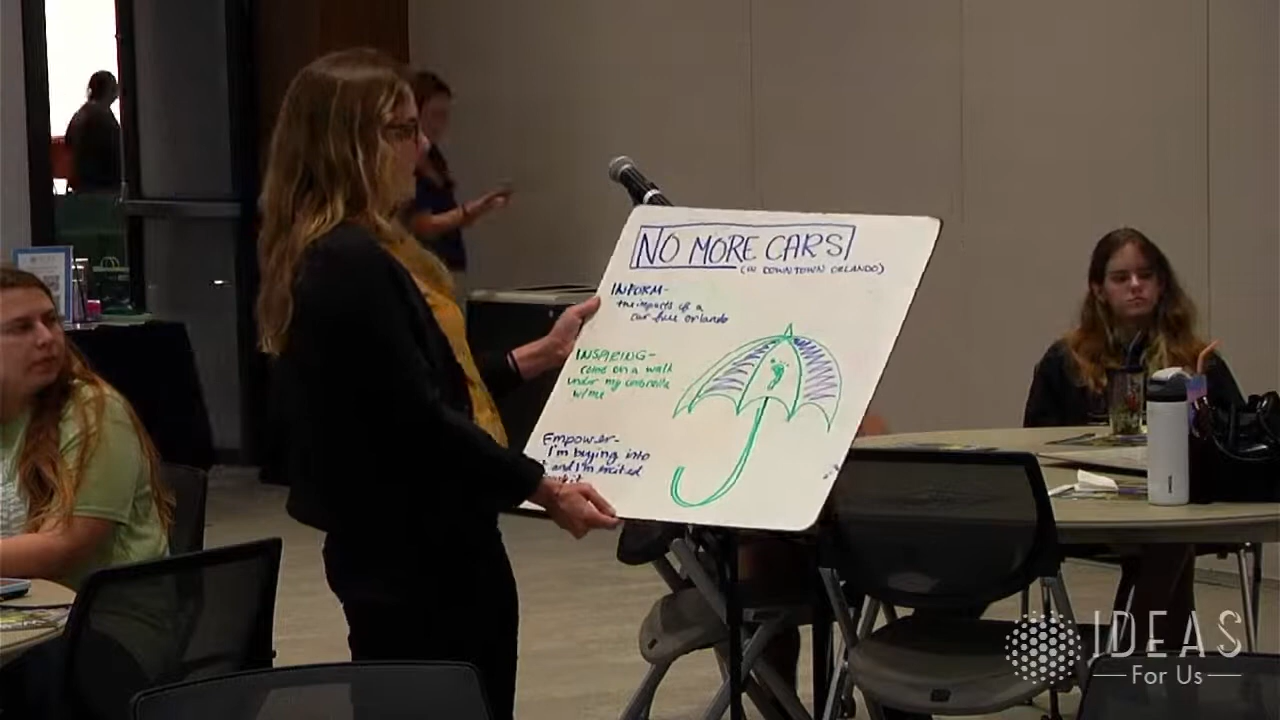 NO MORE CARS
(IN DOWNTOWN ORLANDO)
INFORM-
the impacts of a
car free orlando
INSPIRING-
come on a walk
under my umbrella
w/me
Empower-
I'm buying into
and I'm excited
IDEAS
For Us